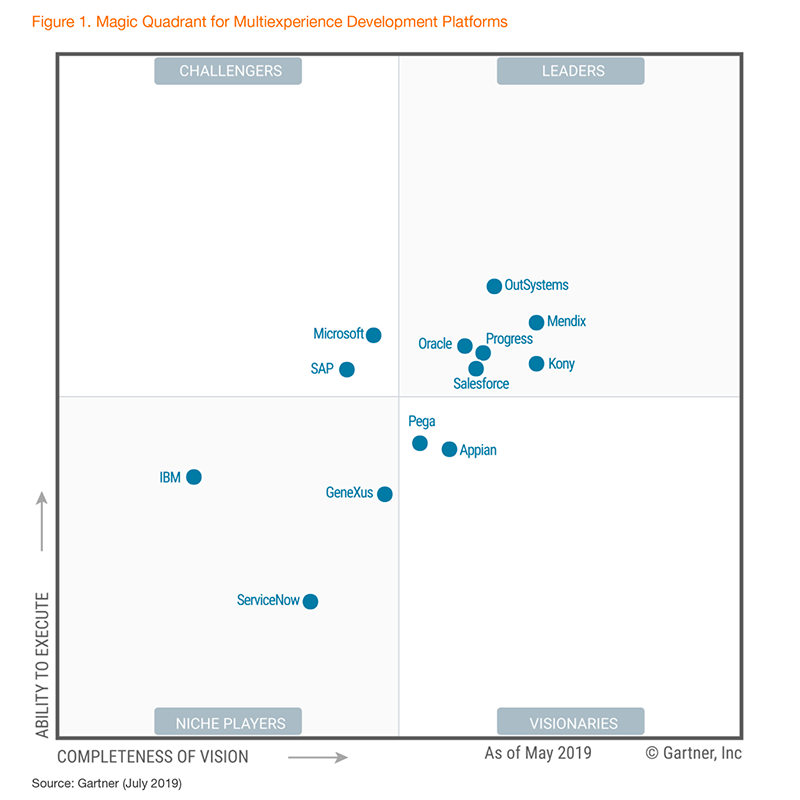 Figure 1. Magic Quadrant for Multiexperience Development Platforms
CHALLENGERS
LEADERS
OutSystems
Mendix
Microsoft
Progress
Oracle
Kony
SAP
Salesforce
Pega
Appian
IBM
GeneXus
ServiceNow
ABILITY TO EXECUTE
NICHE PLAYERS
VISIONARIES
COMPLETENESS OF VISION
As of May 2019
© Gartner, Inc
Source: Gartner (July 2019)